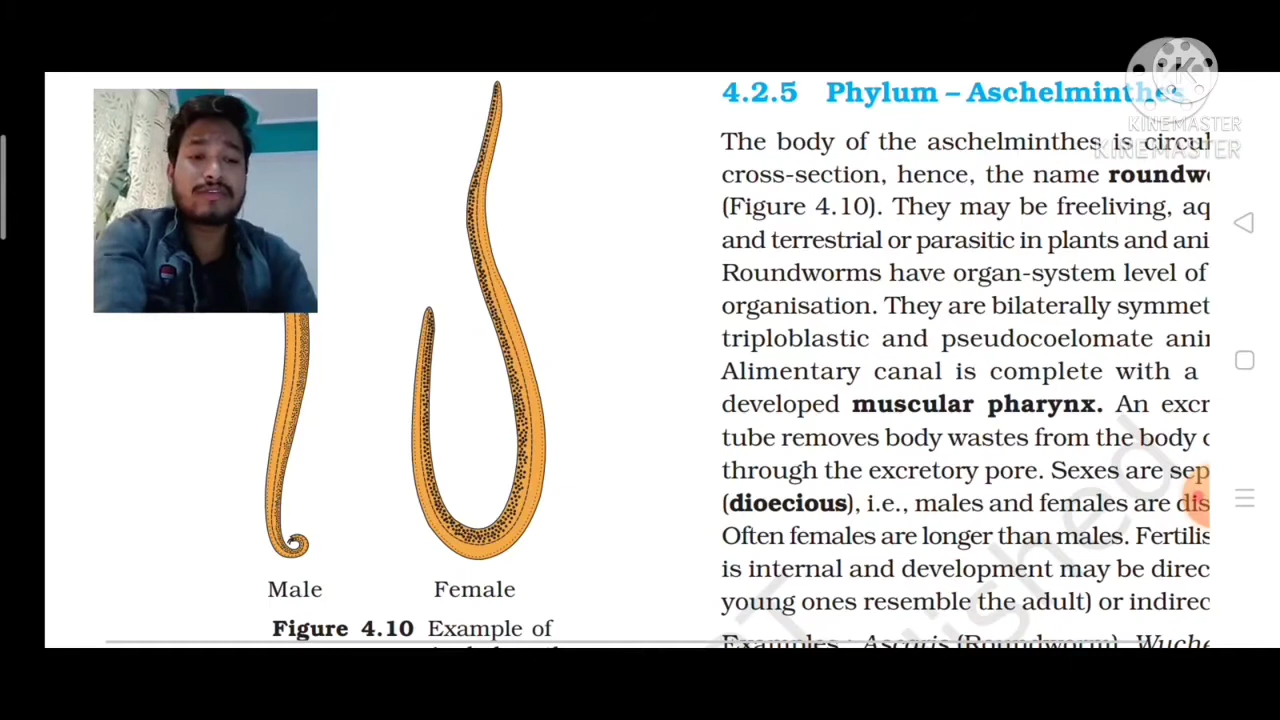 KINEMASTER
KINEMASTER
Male
Female
Figure 4.10 Example of
4.2.5 Phylum – Aschelminthes
The body of the aschelminthes is circul
cross-section, hence, the name roundw
(Figure 4.10). They may be freeliving, aq
and terrestrial or parasitic in plants and ani
Roundworms have organ-system level of
organisation. They are bilaterally symmet
triploblastic and pseudocoelomate ani
Alimentary canal is complete with a
developed muscular pharynx. An excr
tube removes body wastes from the body c
through the excretory pore. Sexes are sep
(dioecious), i.e., males and females are dis
Often females are longer than males. Fertilis
is internal and development may be direc
young ones resemble the adult) or indirec
Examples : Ascaris (Roundworm), Wuche